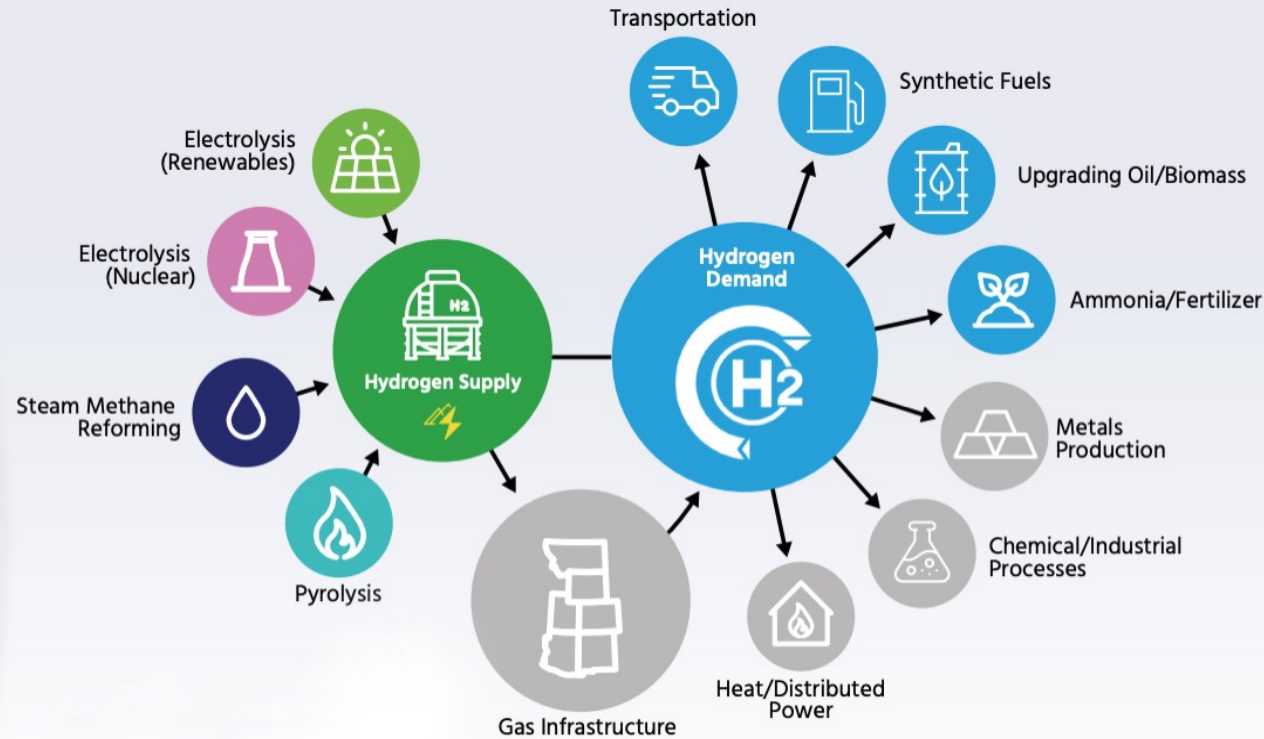 Transportation
Synthetic Fuels
Electrolysis
(Renewables)
Upgrading Oil/Biomass
Electrolysis
(Nuclear)
Hydrogen
Demand
H2
Ammonia/Fertilizer
Hydrogen Supply
H2
Steam Methane
Reforming
Metals
Production
Chemical/Industrial
Processes
Pyrolysis
Heat/Distributed
Power
Gas Infrastructure